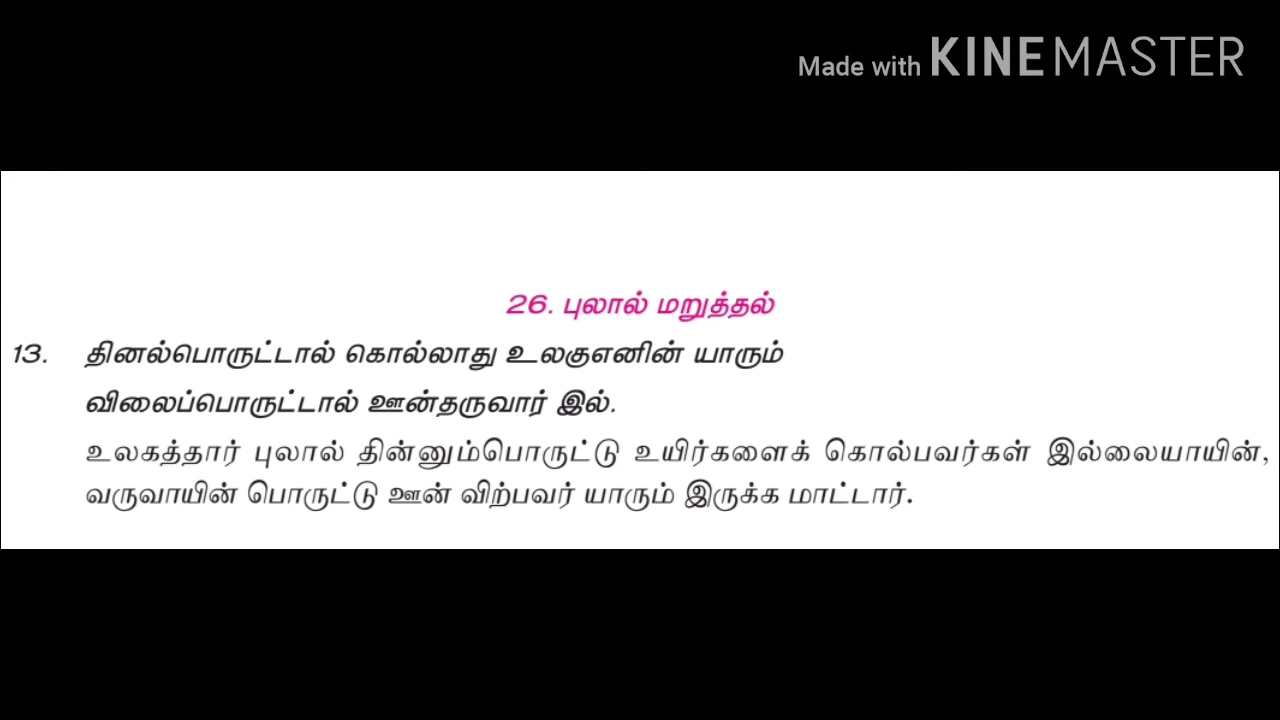 Made with KINEMASTER
26. புலால் மறுத்தல்
13. தினல்பொருட்டால் கொல்லாது உலகுஎனின் யாரும்
விலைப்பொருட்டால் ஊன்தருவார் இல்.
உலகத்தார் புலால் தின்னும்பொருட்டு உயிர்களைக் கொல்பவர்கள் இல்லையாயின்,
வருவாயின் பொருட்டு ஊன் விற்பவர் யாரும் இருக்க மாட்டார்.